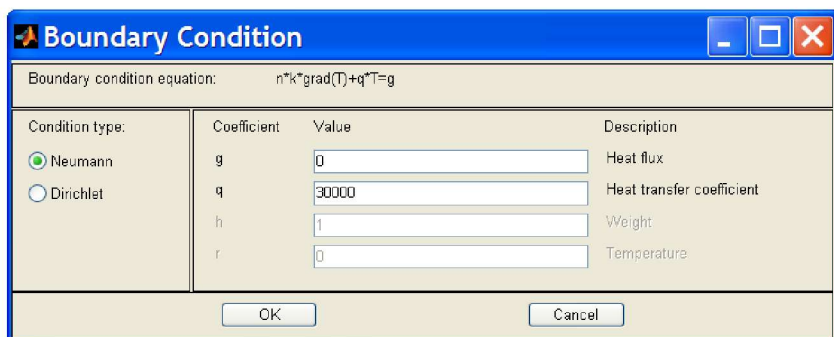 Boundary Condition
Boundary condition equation: n*k*grad(T)+q*T=g
Condition type: Coefficient Value Description
Neumann g 0 Heat flux
Dirichlet q 30000 Heat transfer coefficient
h 1 Weight
r 0 Temperature
OK Cancel